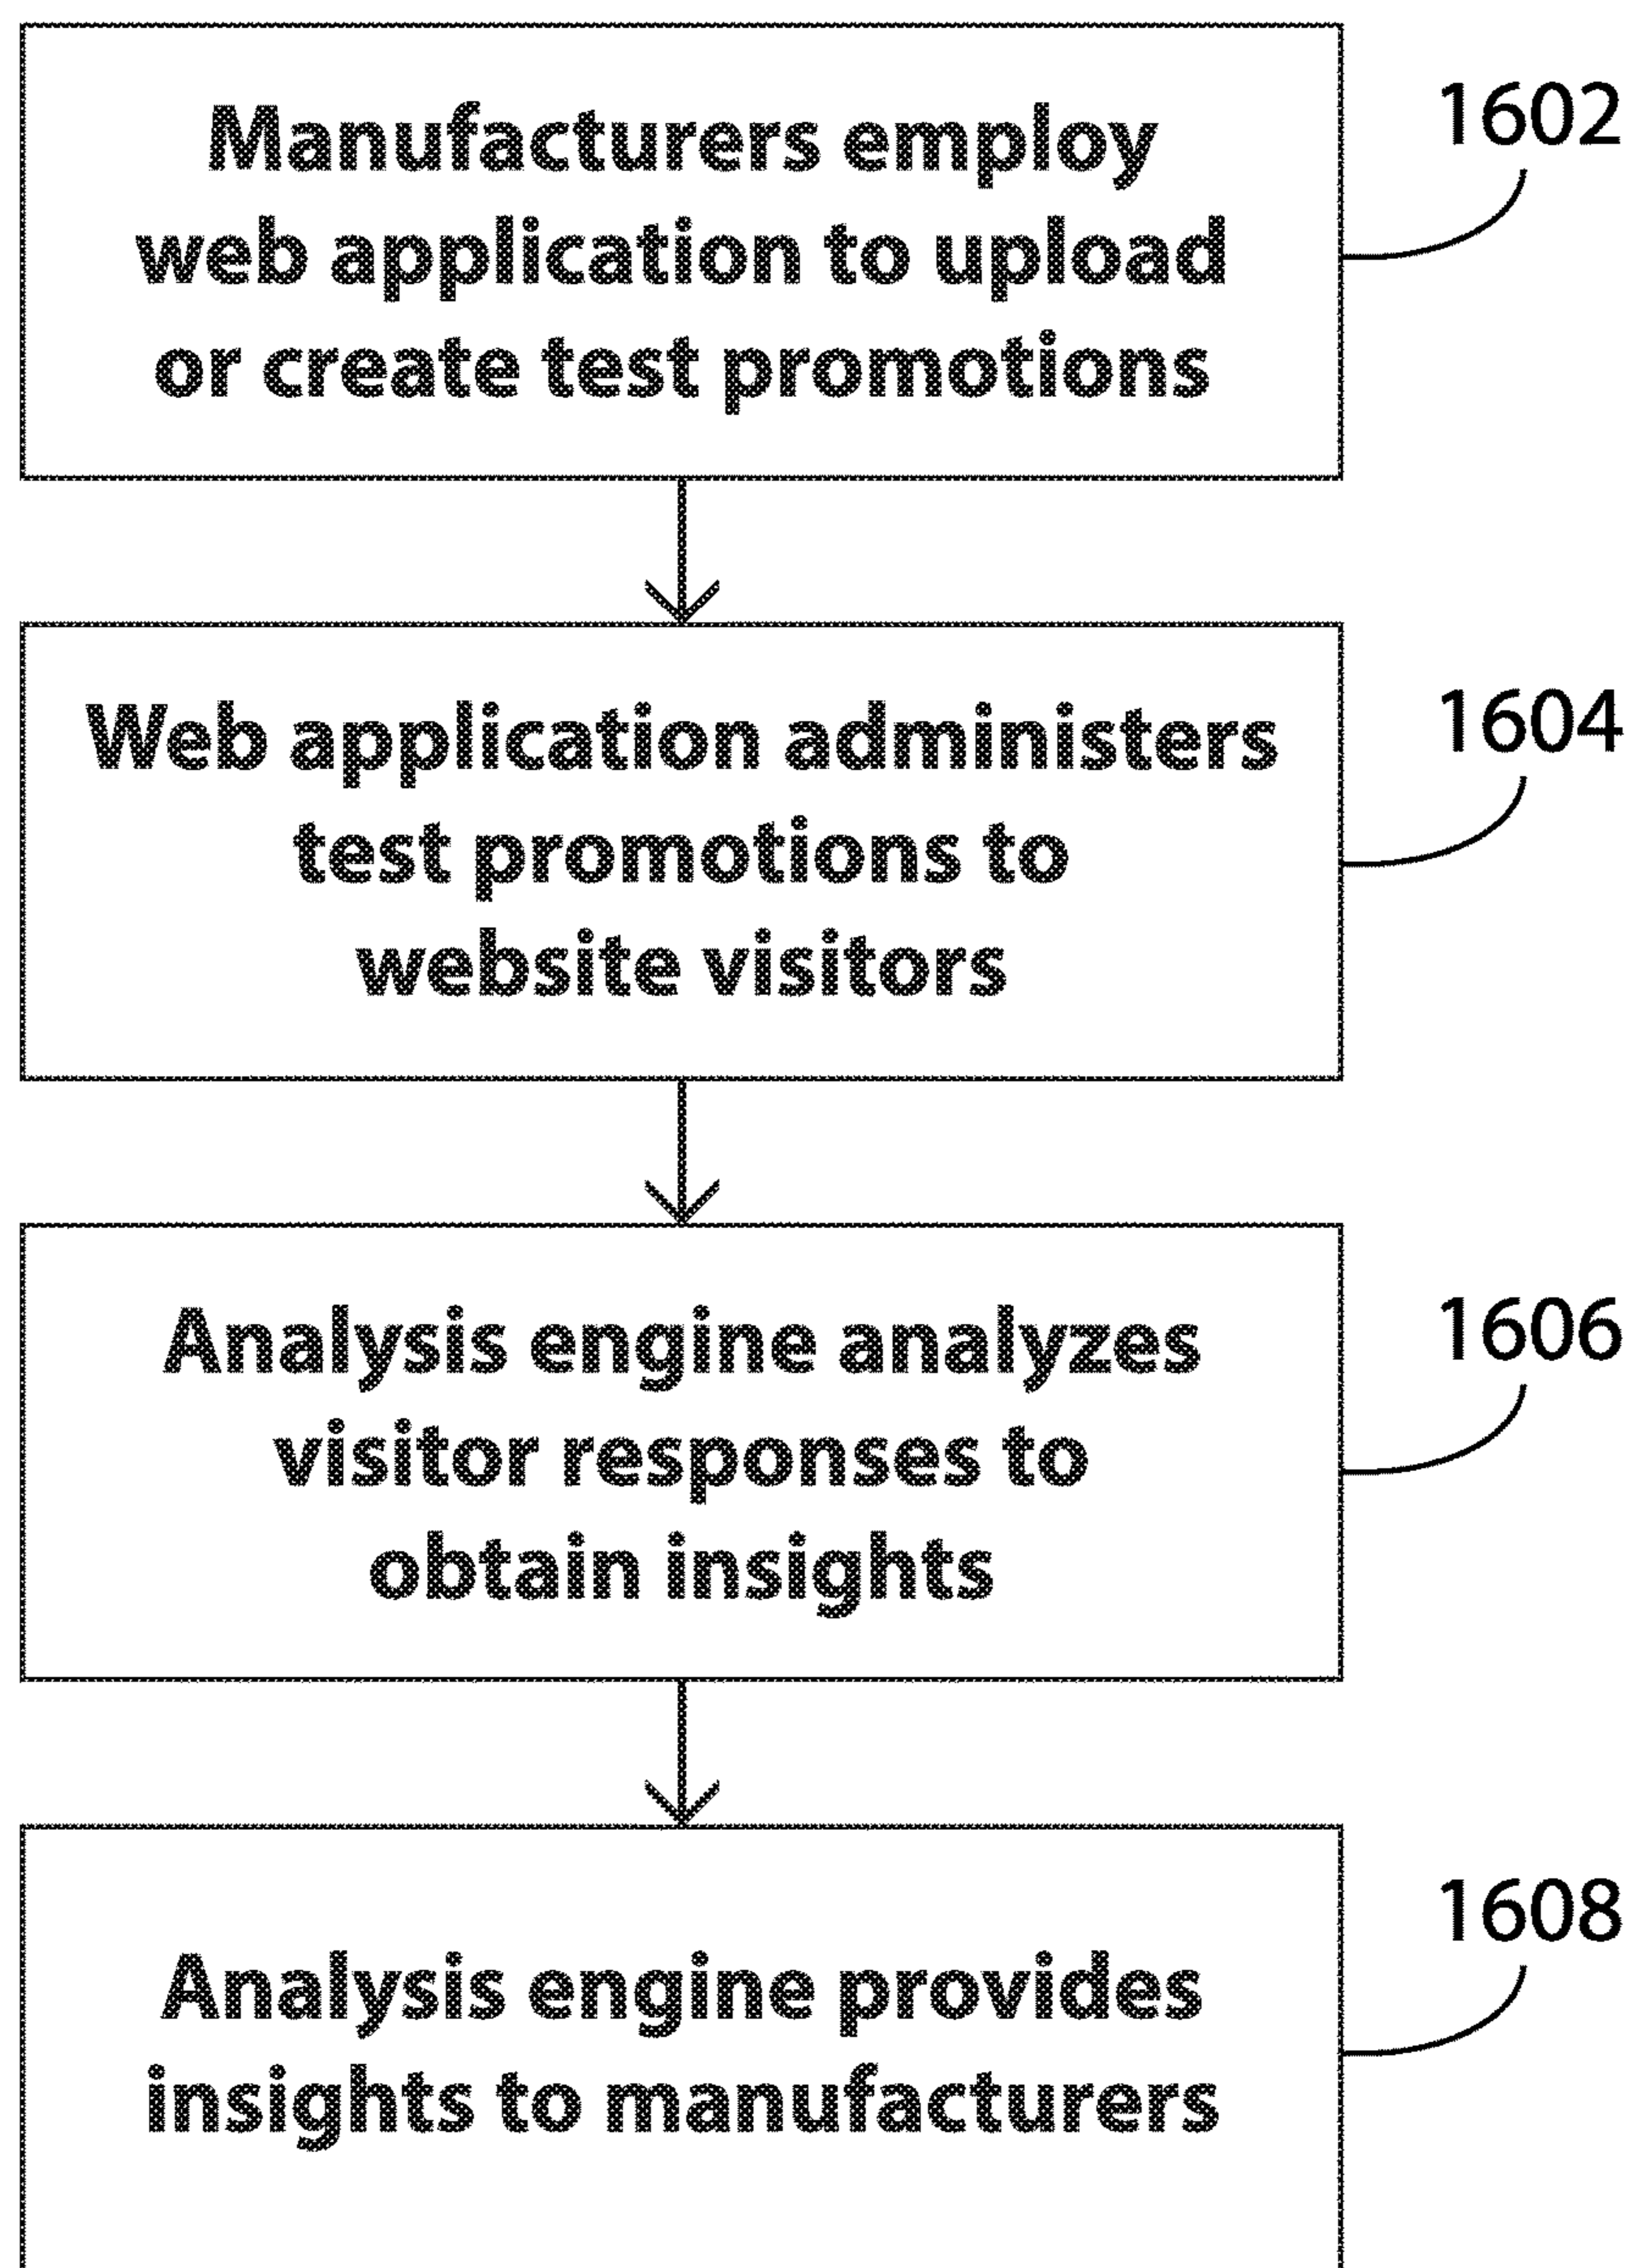 Manufacturers employ
web application to upload
or create test promotions
1602
Web application administers
test promotions to
website visitors
1604
Analysis engine analyzes
visitor responses to
obtain insights
1606
Analysis engine provides
insights to manufacturers
1608